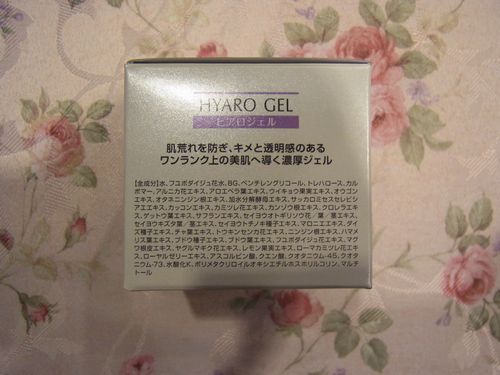 HYARO GEL
ヒアロジェル
肌荒れを防ぎ、キメと透明感のある
ワンランク上の美肌へ導く濃厚ジェル
【全成分】水、フユボダイジュ花水、BG、ペンチレングリコール、トレハロース、カル
ボマー、アルニカ花エキス、アロエベラ葉エキス、ウイキョウ果実エキス、オウゴン
エキス、オタネニンジン根エキス、加水分解酵母エキス、サッカロミセスセレビシ
アエエキス、カッコンエキス、カミツレ花エキス、カンゾウ根エキス、クロレラエキ
ス、ゲットウ葉エキス、サフランエキス、セイヨウオトギリソウ花／葉／茎エキス、
セイヨウキズタ葉／茎エキス、セイヨウトチノキ種子エキス、マロニエエキス、ダイ
ズ種子エキス、チャ葉エキス、トウキンセンカ花エキス、ニンジン根エキス、ハマメ
リス葉エキス、ブドウ種子エキス、ブドウ葉エキス、フユボダイジュ花エキス、マグ
ワ根皮エキス、ヤグルマギク花エキス、レモン果実エキス、ローマカミツレ花エキ
ス、ローヤルゼリーエキス、アスコルビン酸、クエン酸、クオタニウム-45、クオタ
ニウム-73、水酸化K、ポリメタクリロイルオキシエチルホスホリルコリン、マルチ
トール